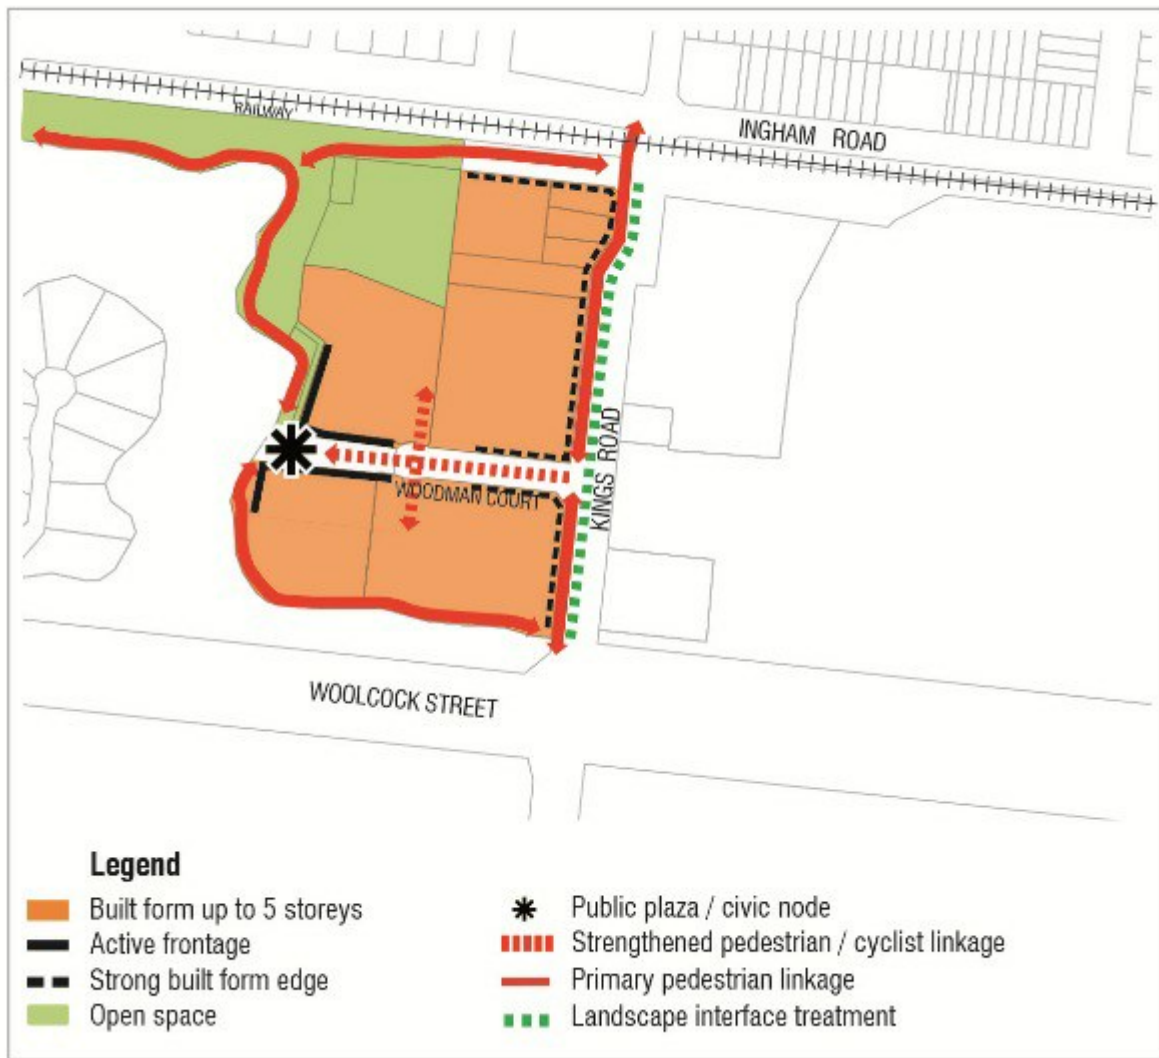 RAILWAY
INGHAM ROAD
KINGS ROAD
WOODMAN COURT
WOOLCOCK STREET
Legend
Built form up to 5 storeys
Active frontage
Strong built form edge
Open space
Public plaza / civic node
Strengthened pedestrian / cyclist linkage
Primary pedestrian linkage
Landscape interface treatment